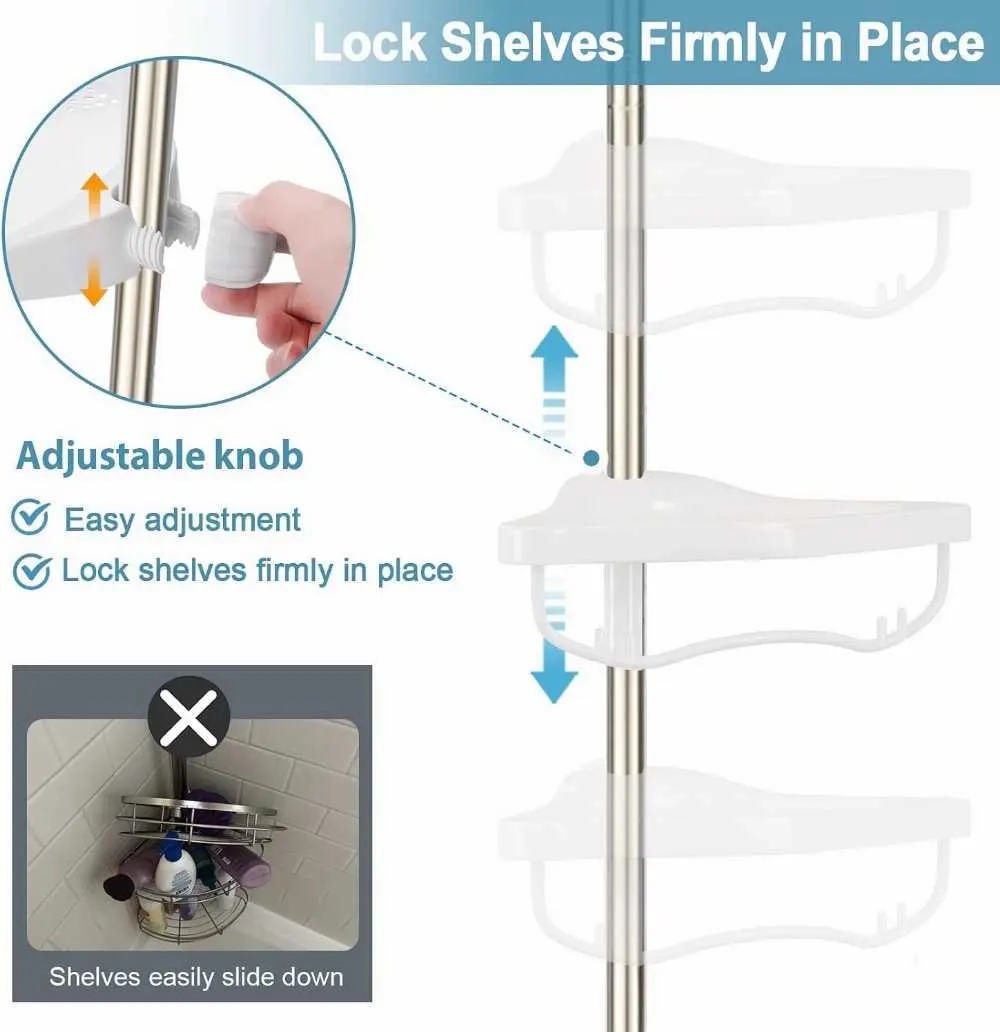 Lock Shelves Firmly in Place
Adjustable knob
Easy adjustment
Lock shelves firmly in place
Shelves easily slide down